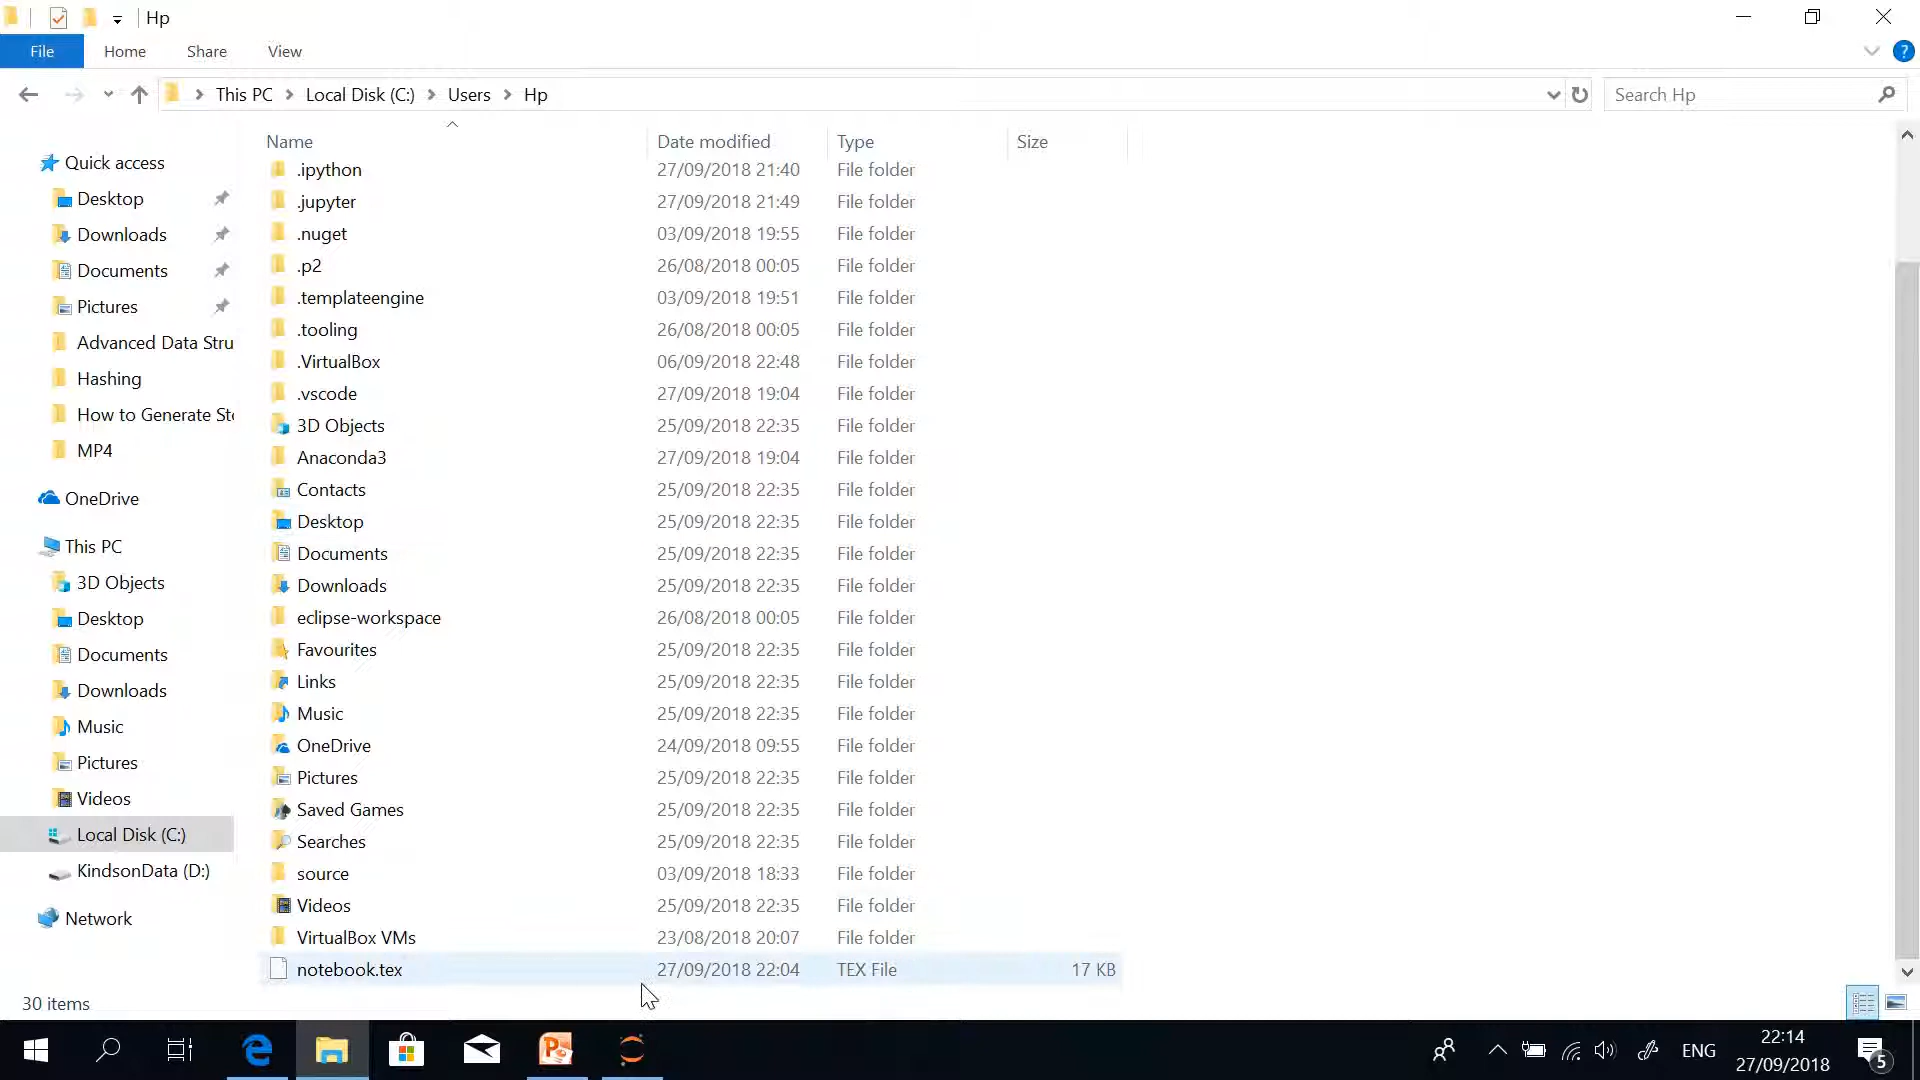 Hp
File Home Share View
This PC Local Disk (C:) Users Hp Search Hp
Name Date modified Type Size
Quick access
Desktop
Downloads
Documents
Pictures
Advanced Data Stru
Hashing
How to Generate Sto
MP4
OneDrive
This PC
3D Objects
Desktop
Documents
Downloads
Music
Pictures
Videos
Local Disk (C:)
KindsonData (D:)
Network
.ipython 27/09/2018 21:40 File folder
.jupyter 27/09/2018 21:49 File folder
.nuget 03/09/2018 19:55 File folder
.p2 26/08/2018 00:05 File folder
.templateengine 03/09/2018 19:51 File folder
.tooling 26/08/2018 00:05 File folder
.VirtualBox 06/09/2018 22:48 File folder
.vscode 27/09/2018 19:04 File folder
3D Objects 25/09/2018 22:35 File folder
Anaconda3 27/09/2018 19:04 File folder
Contacts 25/09/2018 22:35 File folder
Desktop 25/09/2018 22:35 File folder
Documents 25/09/2018 22:35 File folder
Downloads 25/09/2018 22:35 File folder
eclipse-workspace 26/08/2018 00:05 File folder
Favourites 25/09/2018 22:35 File folder
Links 25/09/2018 22:35 File folder
Music 25/09/2018 22:35 File folder
OneDrive 24/09/2018 09:55 File folder
Pictures 25/09/2018 22:35 File folder
Saved Games 25/09/2018 22:35 File folder
Searches 25/09/2018 22:35 File folder
source 03/09/2018 18:33 File folder
Videos 25/09/2018 22:35 File folder
VirtualBox VMs 23/08/2018 20:07 File folder
notebook.tex 27/09/2018 22:04 TEX File 17 KB
30 items
ENG 22:14 5
27/09/2018